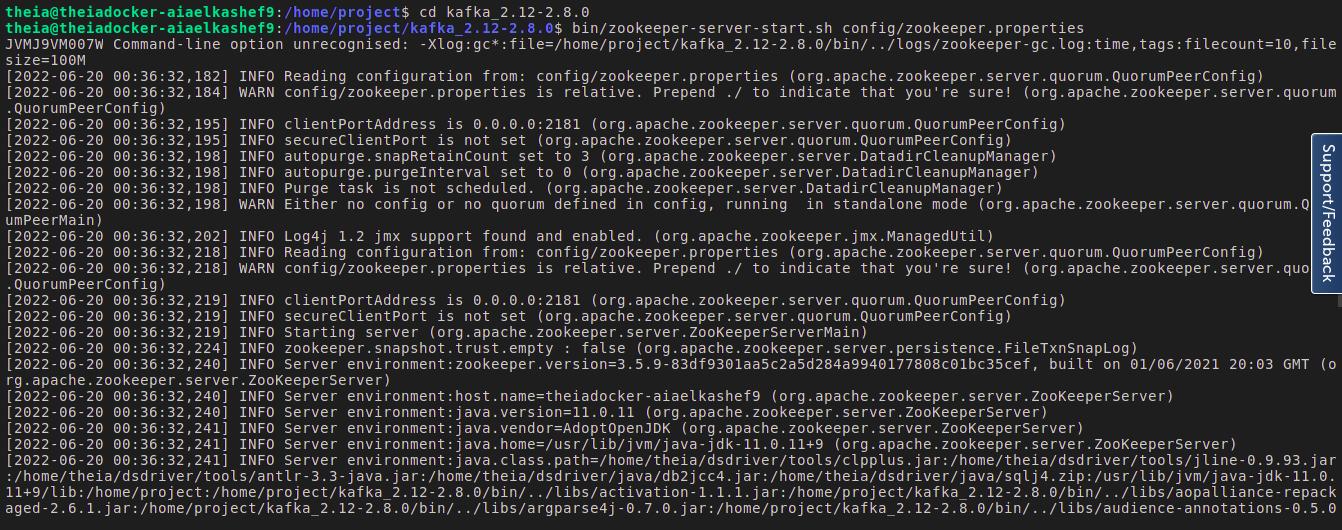 theia@theiadocker-aiaelkashef9:/home/project$ cd kafka_2.12-2.8.0
theia@theiadocker-aiaelkashef9:/home/project/kafka_2.12-2.8.0$ bin/zookeeper-server-start.sh config/zookeeper.properties
JVMJ9VM007W Command-line option unrecognised: -Xlog:gc*:file=/home/project/kafka_2.12-2.8.0/bin/../logs/zookeeper-gc.log:time,tags:filecount=10,file
size=100M
[2022-06-20 00:36:32,182] INFO Reading configuration from: config/zookeeper.properties (org.apache.zookeeper.server.quorum.QuorumPeerConfig)
[2022-06-20 00:36:32,184] WARN config/zookeeper.properties is relative. Prepend ./ to indicate that you're sure! (org.apache.zookeeper.server.quorum
.QuorumPeerConfig)
[2022-06-20 00:36:32,195] INFO clientPortAddress is 0.0.0.0:2181 (org.apache.zookeeper.server.quorum.QuorumPeerConfig)
[2022-06-20 00:36:32,195] INFO secureClientPort is not set (org.apache.zookeeper.server.quorum.QuorumPeerConfig)
[2022-06-20 00:36:32,198] INFO autopurge.snapRetainCount set to 3 (org.apache.zookeeper.server.DatadirCleanupManager)
[2022-06-20 00:36:32,198] INFO autopurge.purgeInterval set to 0 (org.apache.zookeeper.server.DatadirCleanupManager)
[2022-06-20 00:36:32,198] INFO Purge task is not scheduled. (org.apache.zookeeper.server.DatadirCleanupManager)
[2022-06-20 00:36:32,198] WARN Either no config or no quorum defined in config, running  in standalone mode (org.apache.zookeeper.server.quorum.Q
umPeerMain)
[2022-06-20 00:36:32,202] INFO Log4j 1.2 jmx support found and enabled. (org.apache.zookeeper.jmx.ManagedUtil)
[2022-06-20 00:36:32,218] INFO Reading configuration from: config/zookeeper.properties (org.apache.zookeeper.server.quorum.QuorumPeerConfig)
[2022-06-20 00:36:32,218] WARN config/zookeeper.properties is relative. Prepend ./ to indicate that you're sure! (org.apache.zookeeper.server.quo
.QuorumPeerConfig)
[2022-06-20 00:36:32,219] INFO clientPortAddress is 0.0.0.0:2181 (org.apache.zookeeper.server.quorum.QuorumPeerConfig)
[2022-06-20 00:36:32,219] INFO secureClientPort is not set (org.apache.zookeeper.server.quorum.QuorumPeerConfig)
[2022-06-20 00:36:32,219] INFO Starting server (org.apache.zookeeper.server.ZooKeeperServerMain)
[2022-06-20 00:36:32,224] INFO zookeeper.snapshot.trust.empty : false (org.apache.zookeeper.server.persistence.FileTxnSnapLog)
[2022-06-20 00:36:32,240] INFO Server environment:zookeeper.version=3.5.9-83df9301aa5c2a5d284a9940177808c01bc35cef, built on 01/06/2021 20:03 GMT (o
rg.apache.zookeeper.server.ZooKeeperServer)
[2022-06-20 00:36:32,240] INFO Server environment:host.name=theiadocker-aiaelkashef9 (org.apache.zookeeper.server.ZooKeeperServer)
[2022-06-20 00:36:32,240] INFO Server environment:java.version=11.0.11 (org.apache.zookeeper.server.ZooKeeperServer)
[2022-06-20 00:36:32,241] INFO Server environment:java.vendor=AdoptOpenJDK (org.apache.zookeeper.server.ZooKeeperServer)
[2022-06-20 00:36:32,241] INFO Server environment:java.home=/usr/lib/jvm/java-jdk-11.0.11+9 (org.apache.zookeeper.server.ZooKeeperServer)
[2022-06-20 00:36:32,241] INFO Server environment:java.class.path=/home/theia/dsdriver/tools/clpplus.jar:/home/theia/dsdriver/tools/jline-0.9.93.jar
:/home/theia/dsdriver/tools/antlr-3.3-java.jar:/home/theia/dsdriver/java/db2jcc4.jar:/home/theia/dsdriver/java/sqlj4.zip:/usr/lib/jvm/java-jdk-11.0.
11+9/lib:/home/project:/home/project/kafka_2.12-2.8.0/bin/../libs/activation-1.1.1.jar:/home/project/kafka_2.12-2.8.0/bin/../libs/aopalliance-repack
aged-2.6.1.jar:/home/project/kafka_2.12-2.8.0/bin/../libs/argparse4j-0.7.0.jar:/home/project/kafka_2.12-2.8.0/bin/../libs/audience-annotations-0.5.0
Support/Feedback